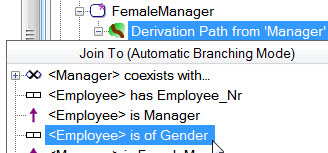 FemaleManager
Derivation Path from 'Manager'
Join To (Automatic Branching Mode)
<Manager> coexists with...
<Employee> has Employee_Nr
<Employee> is Manager
<Employee> is of Gender